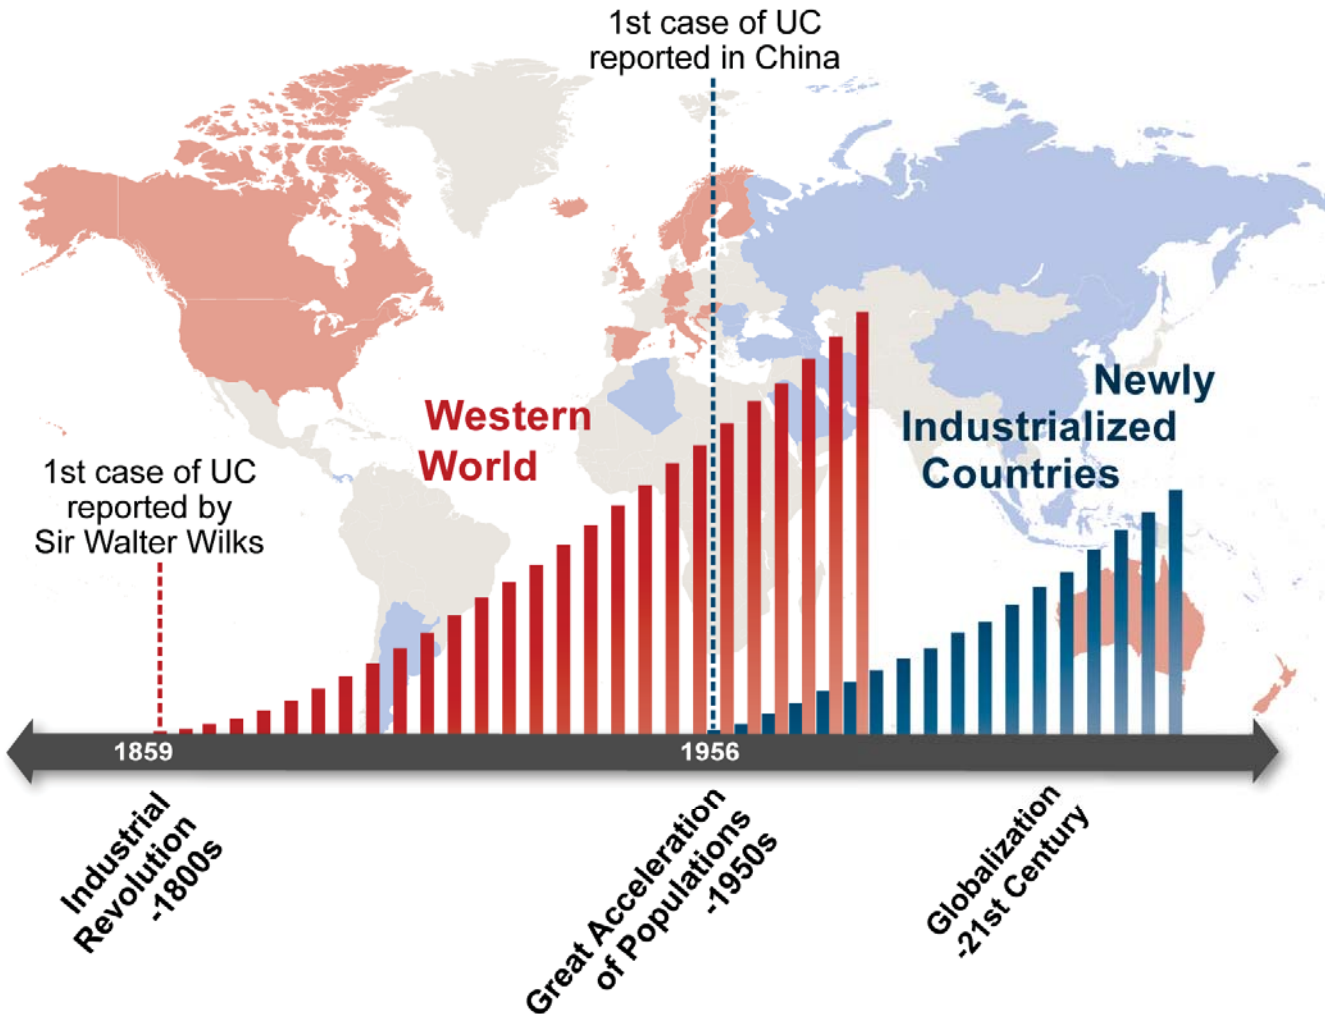 1st case of UC
reported in China
Western
World
Newly
Industrialized
Countries
1st case of UC
reported by
Sir Walter Wilks
1859
1956
Industrial
Revolution
-1800s
Great Acceleration
of Populations
-1950s
Globalization
-21st Century